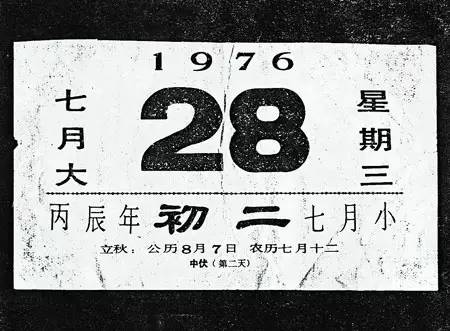 1976
七月大 28 星期三
丙辰年 初二 七月小
立秋：公历8月7日 农历七月十二
中伏（第二天）